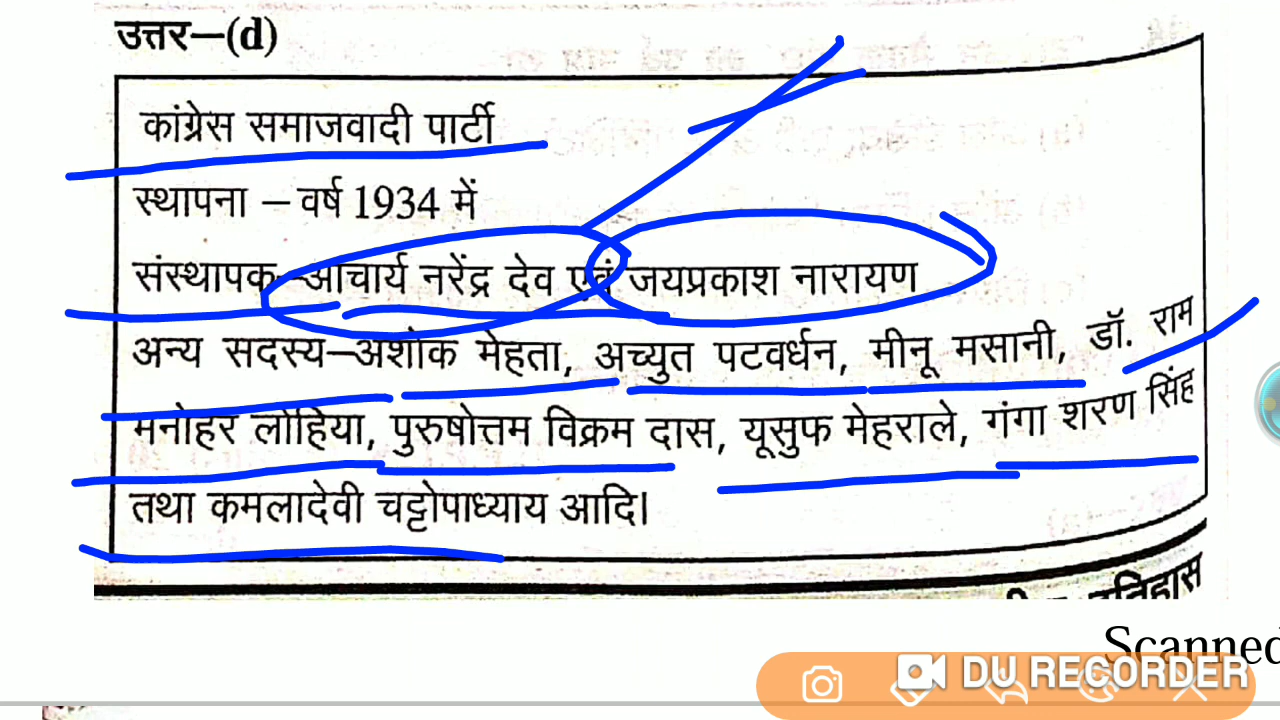 उत्तर–(d)
कांग्रेस समाजवादी पार्टी
स्थापना – वर्ष 1934 में
संस्थापक–आचार्य नरेंद्र देव एवं जयप्रकाश नारायण
अन्य सदस्य–अशोक मेहता, अच्युत पटवर्धन, मीनू मसानी, डॉ. राम
मनोहर लोहिया, पुरुषोत्तम विक्रम दास, यूसुफ मेहराले, गंगा शरण सिंह
तथा कमलादेवी चट्टोपाध्याय आदि।
Scanned
DU RECORDER